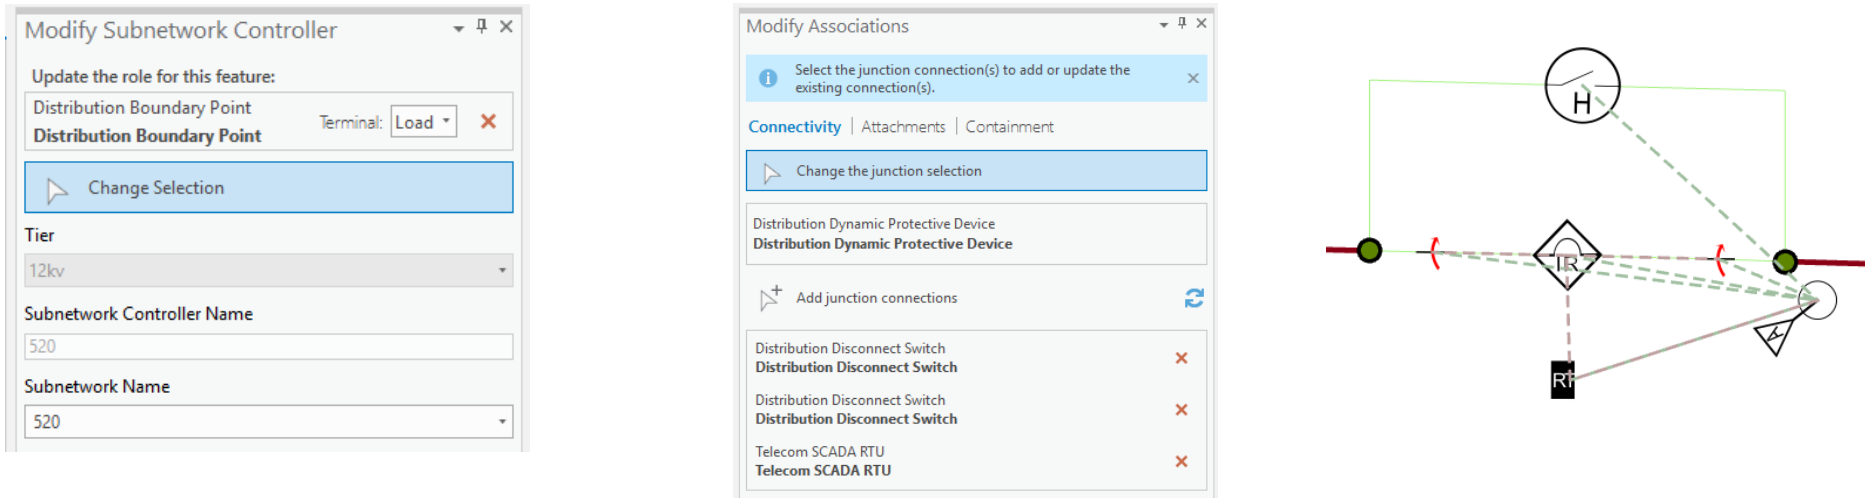 Modify Subnetwork Controller
Update the role for this feature:
Distribution Boundary Point
Distribution Boundary Point
Terminal: Load
Change Selection
Tier
12kv
Subnetwork Controller Name
520
Subnetwork Name
520
Modify Associations
Select the junction connection(s) to add or update the
existing connection(s).
Connectivity | Attachments | Containment
Change the junction selection
Distribution Dynamic Protective Device
Distribution Dynamic Protective Device
Add junction connections
Distribution Disconnect Switch
Distribution Disconnect Switch
Distribution Disconnect Switch
Distribution Disconnect Switch
Telecom SCADA RTU
Telecom SCADA RTU
H
A